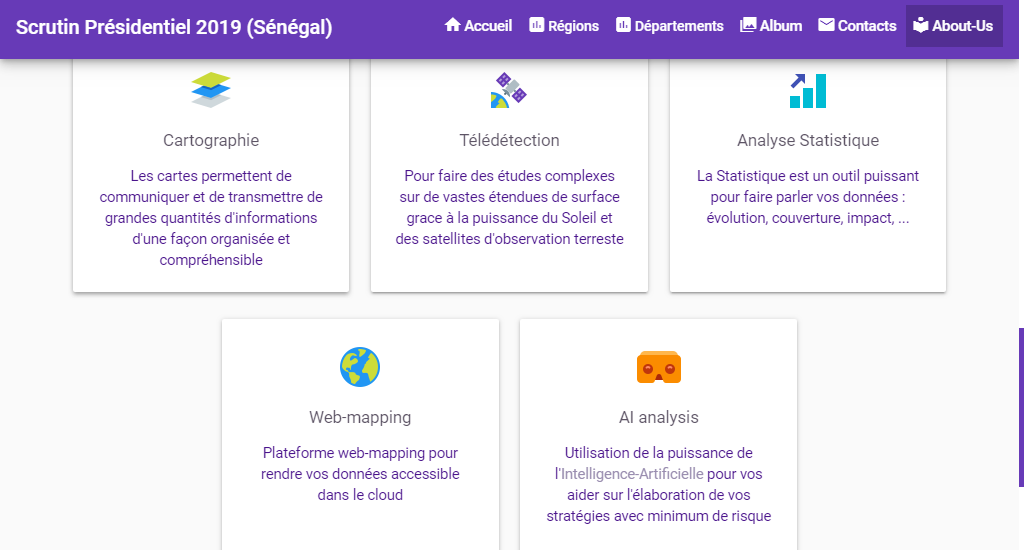 Scrutin Présidentiel 2019 (Sénégal)
Accueil
Régions
Départements
Album
Contacts
About-Us
Cartographie
Les cartes permettent de
communiquer et de transmettre de
grandes quantités d'informations
d'une façon organisée et
compréhensible
Télédétection
Pour faire des études complexes
sur de vastes étendues de surface
grace à la puissance du Soleil et
des satellites d'observation terreste
Analyse Statistique
La Statistique est un outil puissant
pour faire parler vos données :
évolution, couverture, impact, ...
Web-mapping
Plateforme web-mapping pour
rendre vos données accessible
dans le cloud
AI analysis
Utilisation de la puissance de
l'Intelligence-Artificielle pour vos
aider sur l'élaboration de vos
stratégies avec minimum de risque